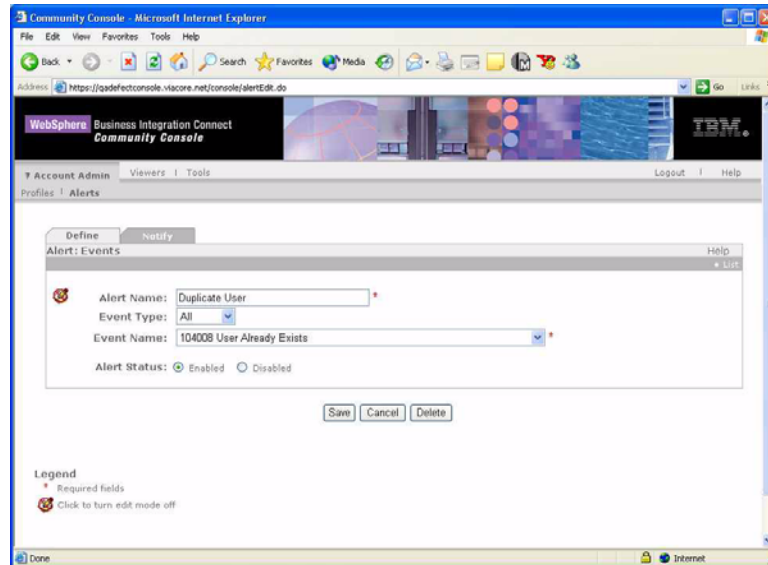 Community Console - Microsoft Internet Explorer
File Edit View Favorites Tools Help
Back Search Favorites Media
Address https://qadefectconsole.viacore.net/console/alertEdit.do Go Links
WebSphere Business Integration Connect
Community Console
IBM
Account Admin Viewers | Tools Logout | Help
Profiles | Alerts
Define Notify
Alert: Events Help
List
Alert Name: Duplicate User *
Event Type: All
Event Name: 104008 User Already Exists *
Alert Status: Enabled Disabled
Save Cancel Delete
Legend
* Required fields
Click to turn edit mode off
Done Internet